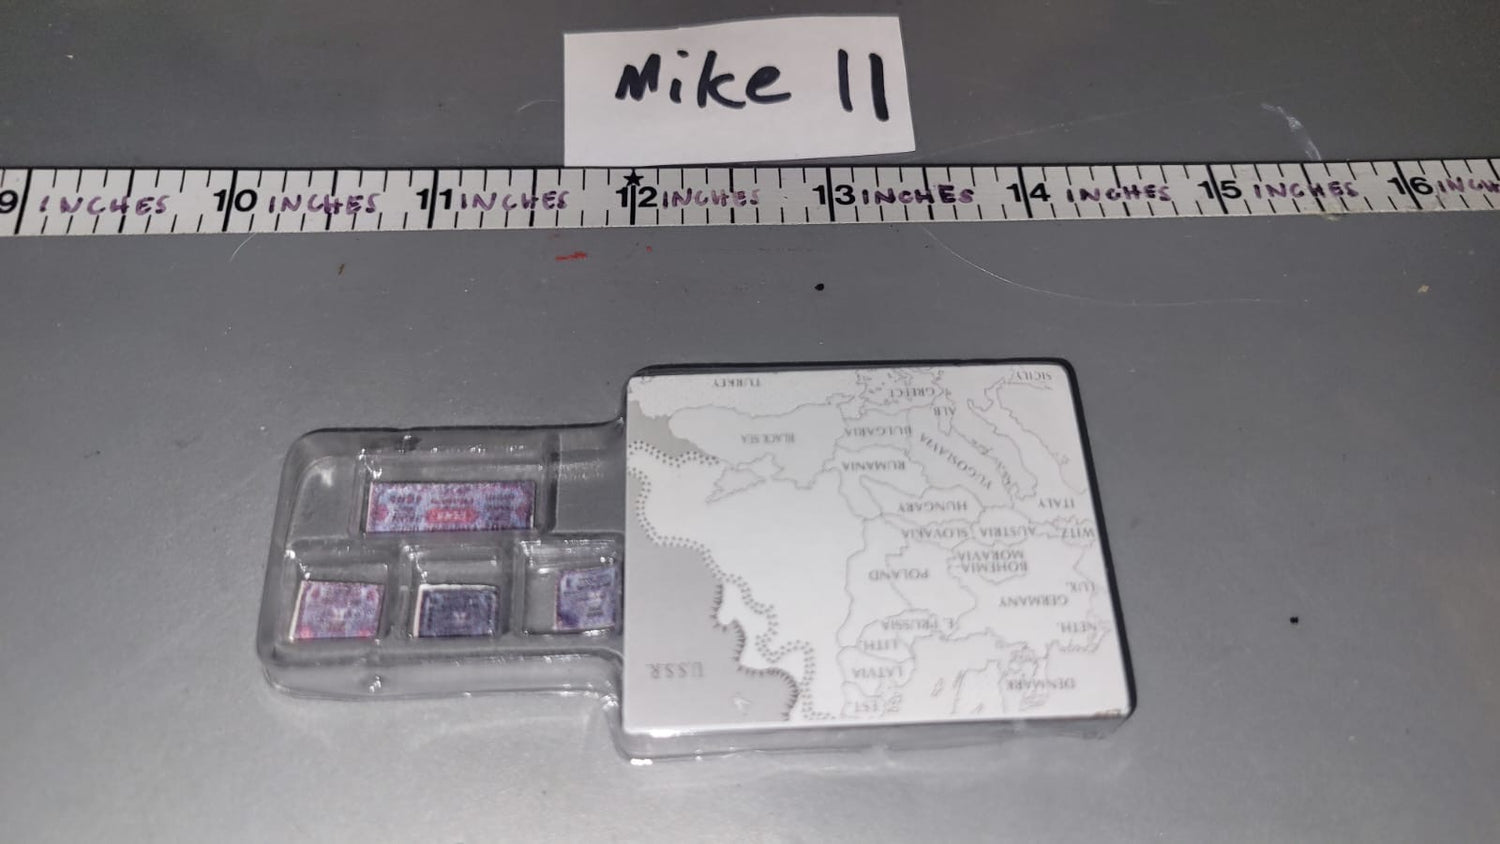 Mike 11
9 INCHES 10 INCHES 11 INCHES 12 INCHES 13 INCHES 14 INCHES 15 INCHES 16 INCH
SICILY
TURKEY
GREECE
ALB
BLACK SEA
BULGARIA
YUGOSLAVIA
RUMANIA
ITALY
HUNGARY
SLOVAKIA
AUSTRIA
WITZ.
BOHEMIA
MORAVIA
POLAND
LUX.
GERMANY
E. PRUSSIA
NETH.
LITH.
U.S.S.R.
LATVIA
DENMARK
EST.